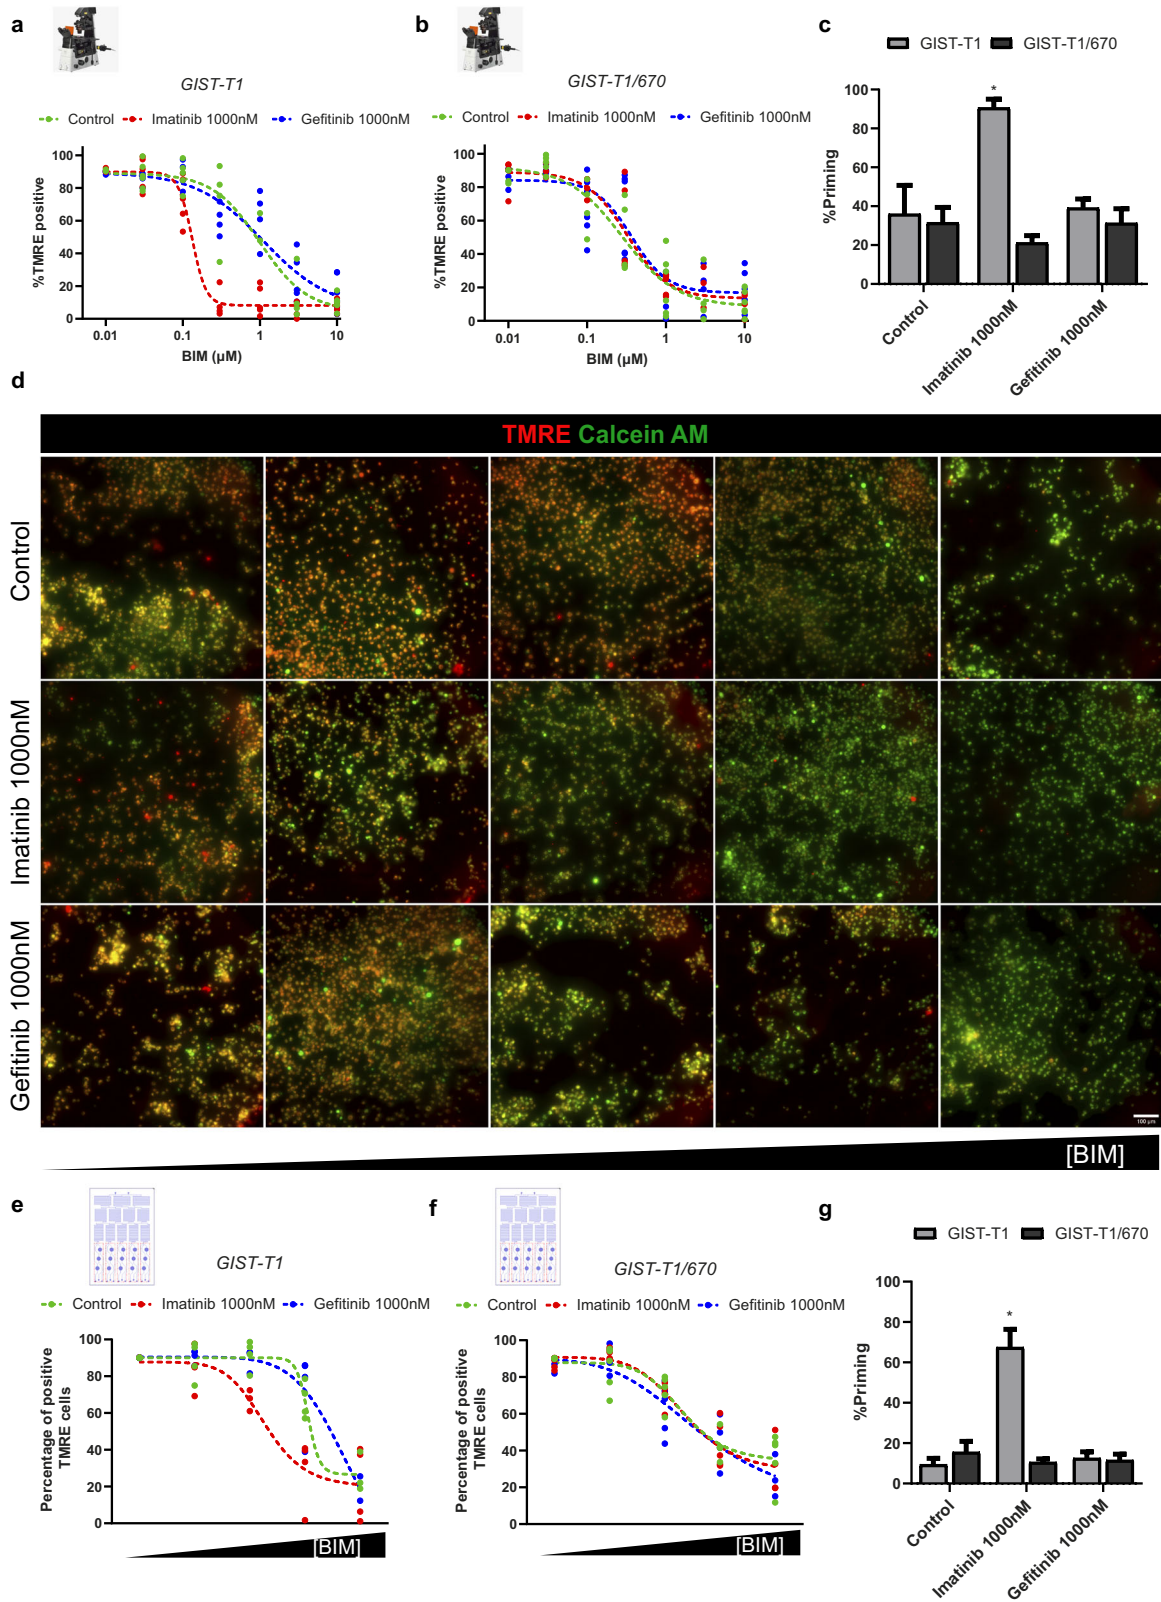 a
GIST-T1
Control Imatinib 1000nM Gefitinib 1000nM
%TMRE positive
100
80
60
40
20
0
0.01 0.1 1 10
BIM (µM)
b
GIST-T1/670
Control Imatinib 1000nM Gefitinib 1000nM
%TMRE positive
100
80
60
40
20
0
0.01 0.1 1 10
BIM (µM)
c
GIST-T1 GIST-T1/670
%Priming
100
80
60
40
20
0
*
Control
Imatinib 1000nM
Gefitinib 1000nM
d
TMRE Calcein AM
Control
Imatinib 1000nM
Gefitinib 1000nM
100 µm
[BIM]
e
GIST-T1
Control Imatinib 1000nM Gefitinib 1000nM
Percentage of positive
TMRE cells
100
80
60
40
20
0
[BIM]
f
GIST-T1/670
Control Imatinib 1000nM Gefitinib 1000nM
Percentage of positive
TMRE cells
100
80
60
40
20
0
[BIM]
g
GIST-T1 GIST-T1/670
%Priming
100
80
60
40
20
0
*
Control
Imatinib 1000nM
Gefitinib 1000nM